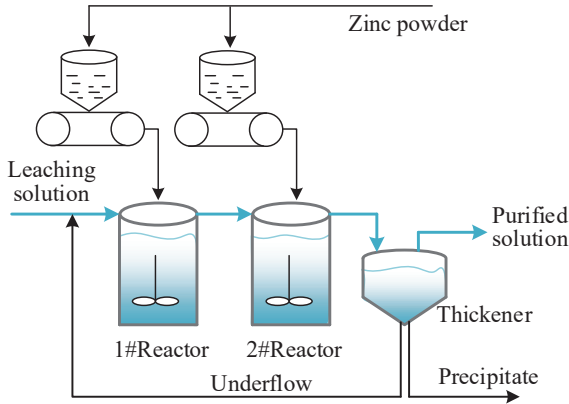 Zinc powder
Leaching
solution
Purified
solution
Thickener
1#Reactor
2#Reactor
Underflow
Precipitate